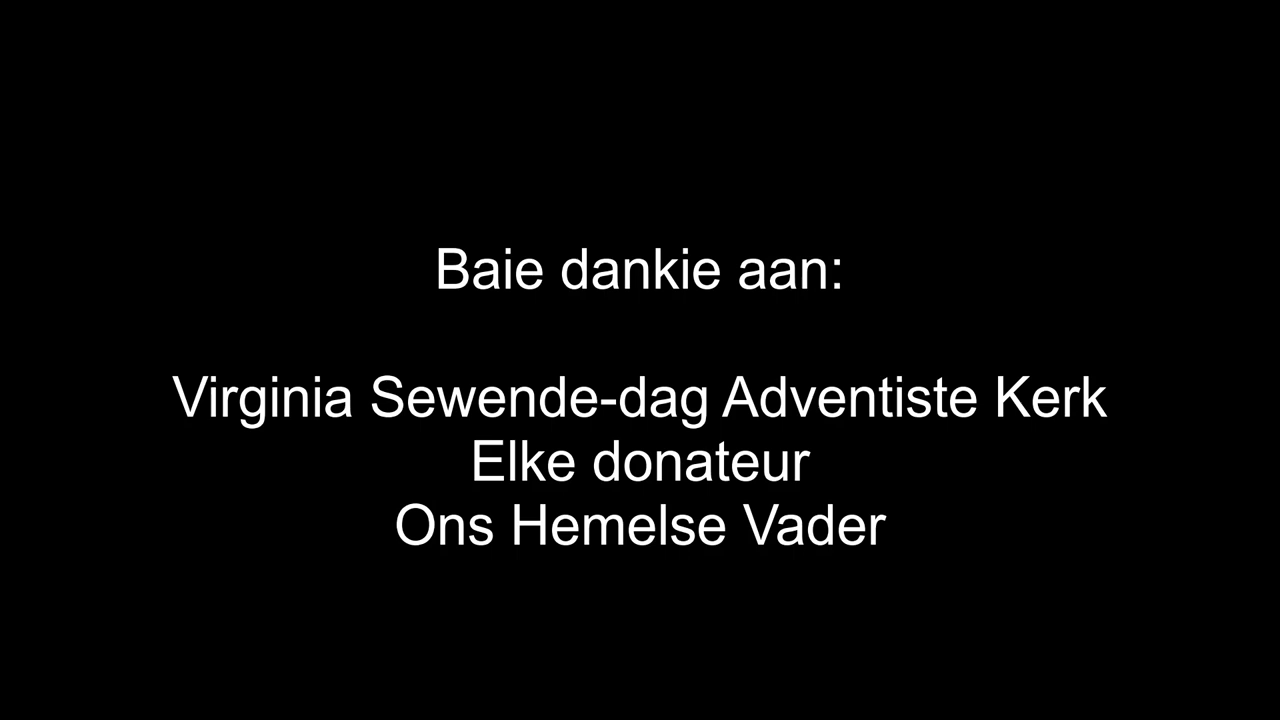 Baie dankie aan:
Virginia Sewende-dag Adventiste Kerk
Elke donateur
Ons Hemelse Vader